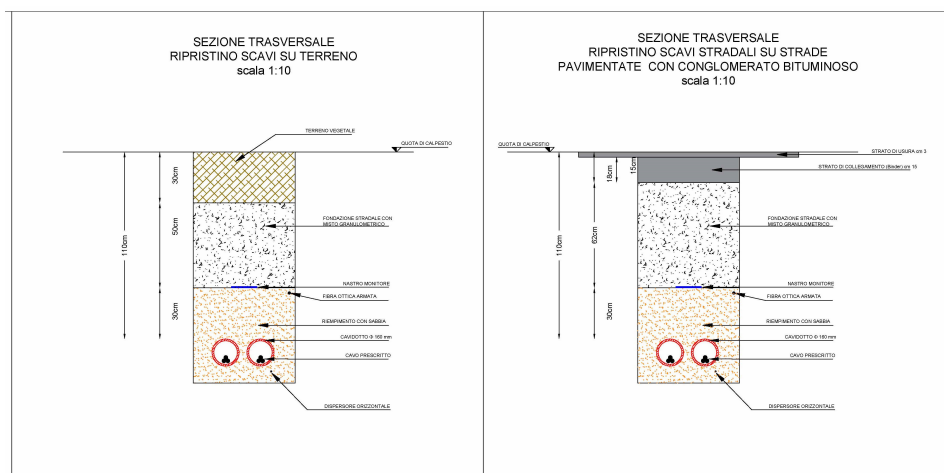 SEZIONE TRASVERSALE
RIPRISTINO SCAVI SU TERRENO
scala 1:10
TERRENO VEGETALE
QUOTA DI CALPESTIO
30cm
50cm
110cm
FONDAZIONE STRADALE CON
MISTO GRANULOMETRICO
NASTRO MONITORE
FIBRA OTTICA ARMATA
30cm
RIEMPIMENTO CON SABBIA
CAVIDOTTO Φ 160 mm
CAVO PRESCRITTO
DISPERSORE ORIZZONTALE
SEZIONE TRASVERSALE
RIPRISTINO SCAVI STRADALI SU STRADE
PAVIMENTATE CON CONGLOMERATO BITUMINOSO
scala 1:10
QUOTA DI CALPESTIO
STRATO DI USURA cm 3
15cm
18cm
STRATO DI COLLEGAMENTO (Binder) cm 15
62cm
110cm
FONDAZIONE STRADALE CON
MISTO GRANULOMETRICO
NASTRO MONITORE
FIBRA OTTICA ARMATA
30cm
RIEMPIMENTO CON SABBIA
CAVIDOTTO Φ 160 mm
CAVO PRESCRITTO
DISPERSORE ORIZZONTALE